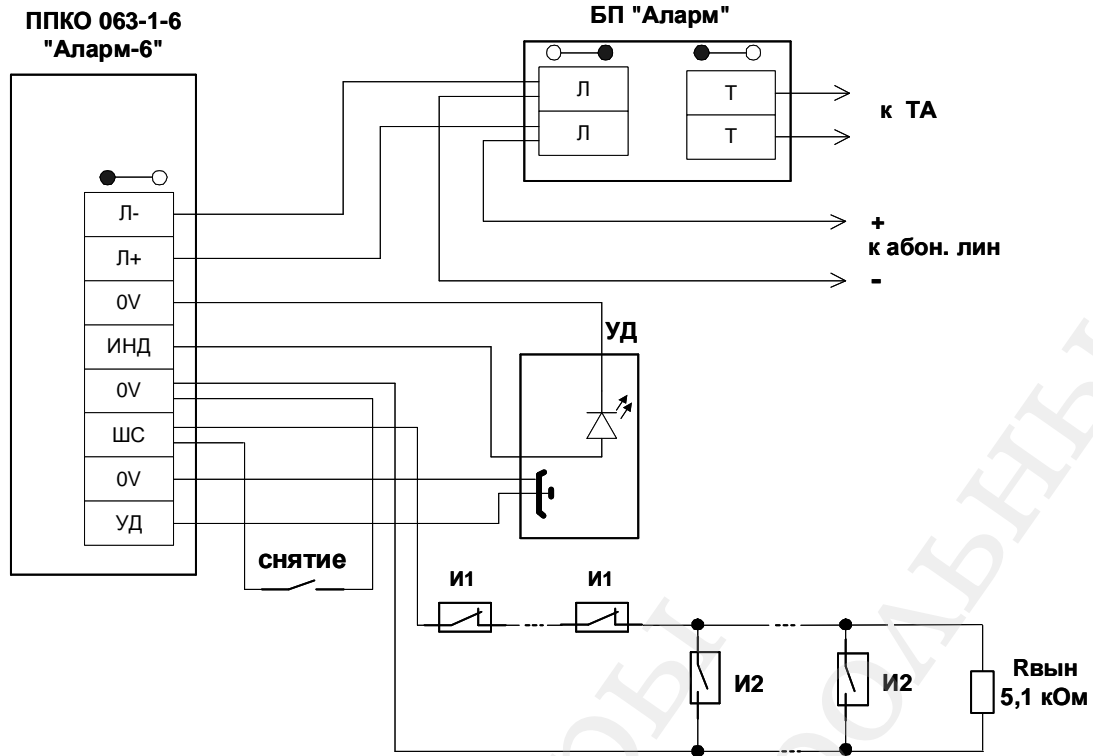 ППКО 063-1-6
"Аларм-6"
БП "Аларм"
Л
Л
Т
Т
к ТА
+
к абон. лин
-
Л-
Л+
0V
ИНД
0V
ШС
0V
УД
УД
снятие
И1
И1
И2
И2
Rвын
5,1 кОм